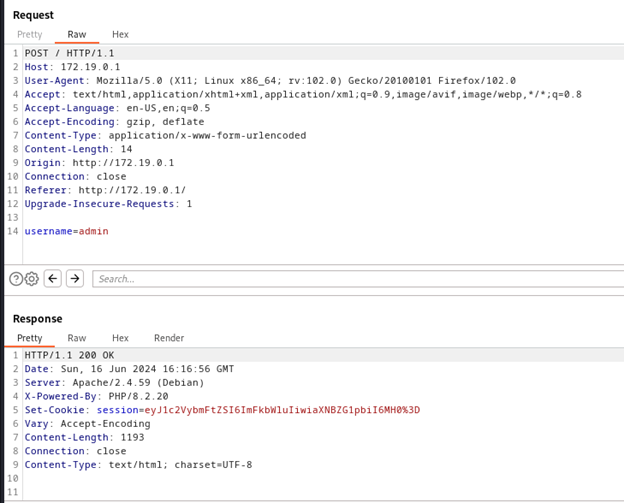 Request
Pretty Raw Hex
1 POST / HTTP/1.1
2 Host: 172.19.0.1
3 User-Agent: Mozilla/5.0 (X11; Linux x86_64; rv:102.0) Gecko/20100101 Firefox/102.0
4 Accept: text/html,application/xhtml+xml,application/xml;q=0.9,image/avif,image/webp,*/*;q=0.8
5 Accept-Language: en-US,en;q=0.5
6 Accept-Encoding: gzip, deflate
7 Content-Type: application/x-www-form-urlencoded
8 Content-Length: 14
9 Origin: http://172.19.0.1
10 Connection: close
11 Referer: http://172.19.0.1/
12 Upgrade-Insecure-Requests: 1
13
14 username=admin
Search...
Response
Pretty Raw Hex Render
1 HTTP/1.1 200 OK
2 Date: Sun, 16 Jun 2024 16:16:56 GMT
3 Server: Apache/2.4.59 (Debian)
4 X-Powered-By: PHP/8.2.20
5 Set-Cookie: session=eyJ1c2VybmFtZSI6ImFkbWluIiwiaXNBZG1pbiI6MH0%3D
6 Vary: Accept-Encoding
7 Content-Length: 1193
8 Connection: close
9 Content-Type: text/html; charset=UTF-8
10
11